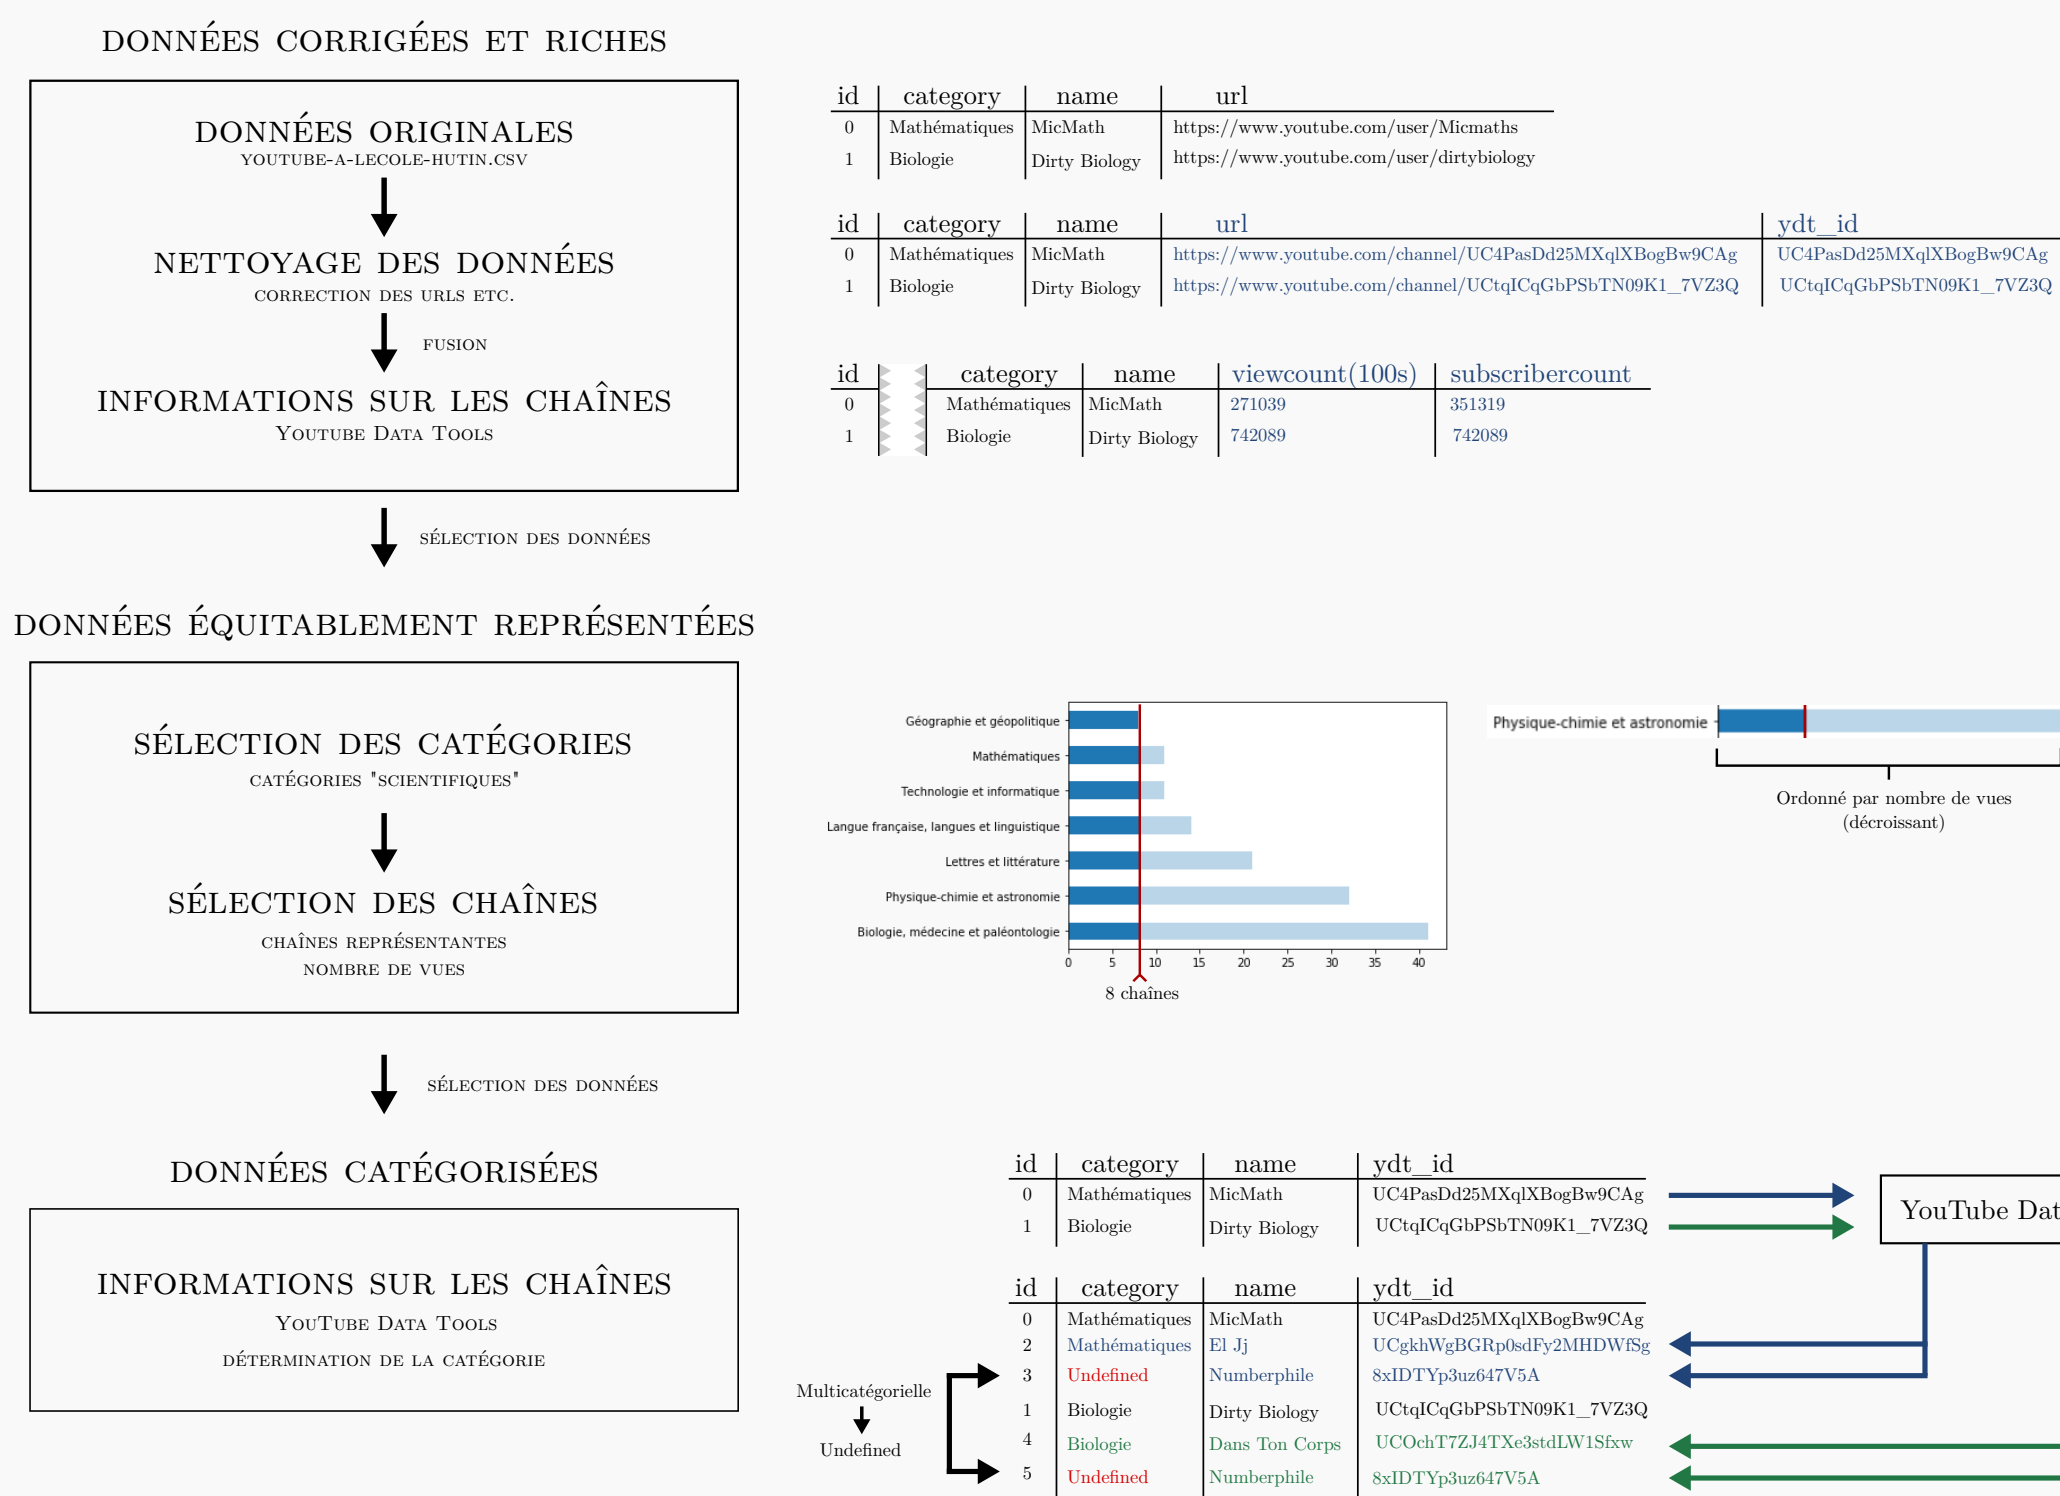 DONNÉES CORRIGÉES ET RICHES
DONNÉES ORIGINALES
YOUTUBE-A-LECOLE-HUTIN.CSV
NETTOYAGE DES DONNÉES
CORRECTION DES URLS ETC.
FUSION
INFORMATIONS SUR LES CHAÎNES
YOUTUBE DATA TOOLS
id category name url
0 Mathématiques MicMath https://www.youtube.com/user/Micmaths
1 Biologie Dirty Biology https://www.youtube.com/user/dirtybiology
id category name url ydt_id
0 Mathématiques MicMath https://www.youtube.com/channel/UC4PasDd25MXqlXBogBw9CAg UC4PasDd25MXqlXBogBw9CAg
1 Biologie Dirty Biology https://www.youtube.com/channel/UCtqICqGbPSbTN09K1_7VZ3Q UCtqICqGbPSbTN09K1_7VZ3Q
id category name viewcount(100s) subscribercount
0 Mathématiques MicMath 271039 351319
1 Biologie Dirty Biology 742089 742089
SÉLECTION DES DONNÉES
DONNÉES ÉQUITABLEMENT REPRÉSENTÉES
SÉLECTION DES CATÉGORIES
CATÉGORIES "SCIENTIFIQUES"
SÉLECTION DES CHAÎNES
CHAÎNES REPRÉSENTANTES
NOMBRE DE VUES
Géographie et géopolitique
Mathématiques
Technologie et informatique
Langue française, langues et linguistique
Lettres et littérature
Physique-chimie et astronomie
Biologie, médecine et paléontologie
0 5 10 15 20 25 30 35 40
8 chaînes
Physique-chimie et astronomie
Ordonné par nombre de vues
(décroissant)
SÉLECTION DES DONNÉES
DONNÉES CATÉGORISÉES
INFORMATIONS SUR LES CHAÎNES
YOUTUBE DATA TOOLS
DÉTERMINATION DE LA CATÉGORIE
id category name ydt_id
0 Mathématiques MicMath UC4PasDd25MXqlXBogBw9CAg
1 Biologie Dirty Biology UCtqICqGbPSbTN09K1_7VZ3Q
YouTube Dat
id category name ydt_id
0 Mathématiques MicMath UC4PasDd25MXqlXBogBw9CAg
2 Mathématiques El Jj UCgkhWgBGRp0sdFy2MHDWfSg
3 Undefined Numberphile 8xIDTYp3uz647V5A
1 Biologie Dirty Biology UCtqICqGbPSbTN09K1_7VZ3Q
4 Biologie Dans Ton Corps UCOchT7ZJ4TXe3stdLW1Sfxw
5 Undefined Numberphile 8xIDTYp3uz647V5A
Multicatégorielle
Undefined